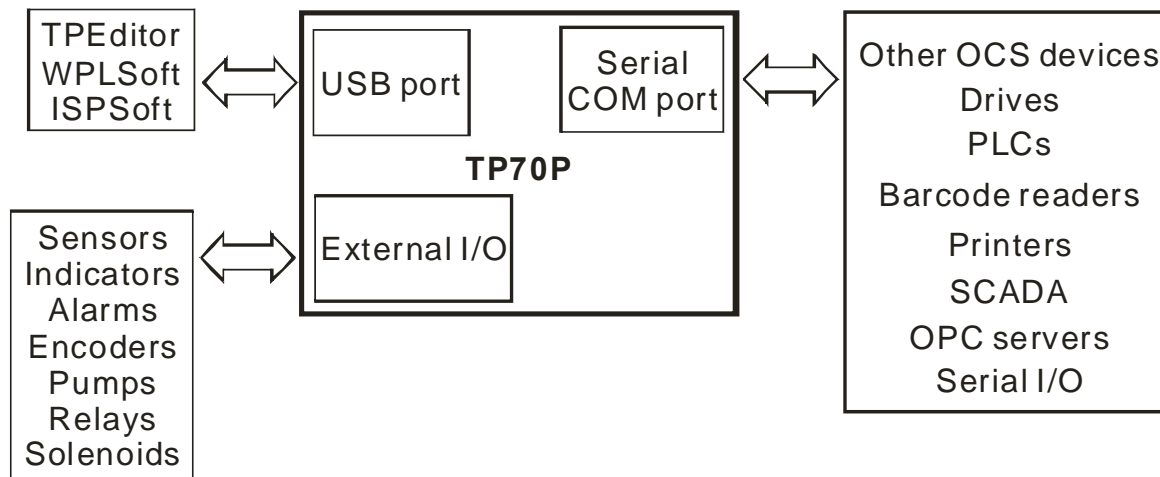 TPEditor
WPLSoft
ISPSoft
USB port
Serial
COM port
TP70P
External I/O
Sensors
Indicators
Alarms
Encoders
Pumps
Relays
Solenoids
Other OCS devices
Drives
PLCs
Barcode readers
Printers
SCADA
OPC servers
Serial I/O